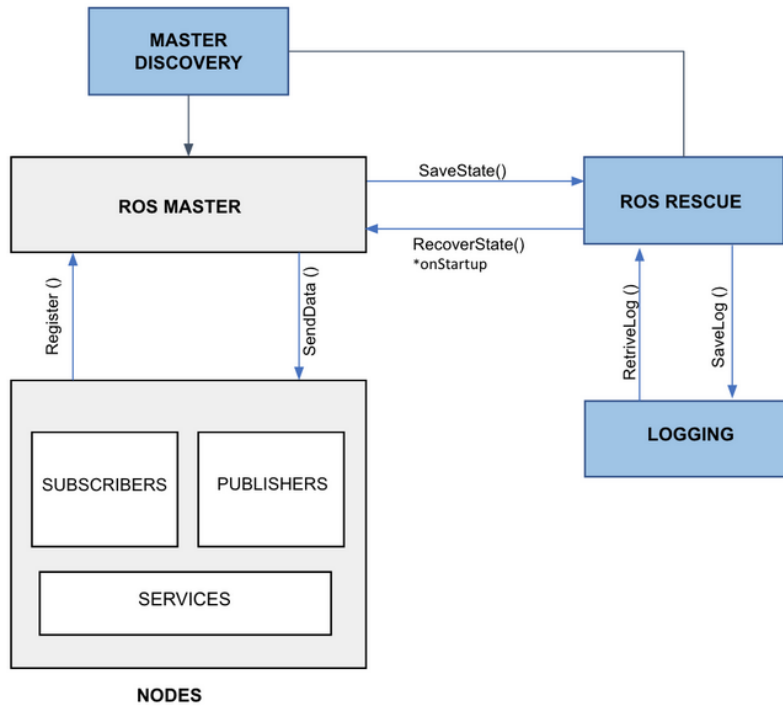 MASTER
DISCOVERY
ROS MASTER
SaveState()
ROS RESCUE
RecoverState()
*onStartup
Register ()
SendData ()
RetriveLog ()
SaveLog ()
LOGGING
SUBSCRIBERS
PUBLISHERS
SERVICES
NODES